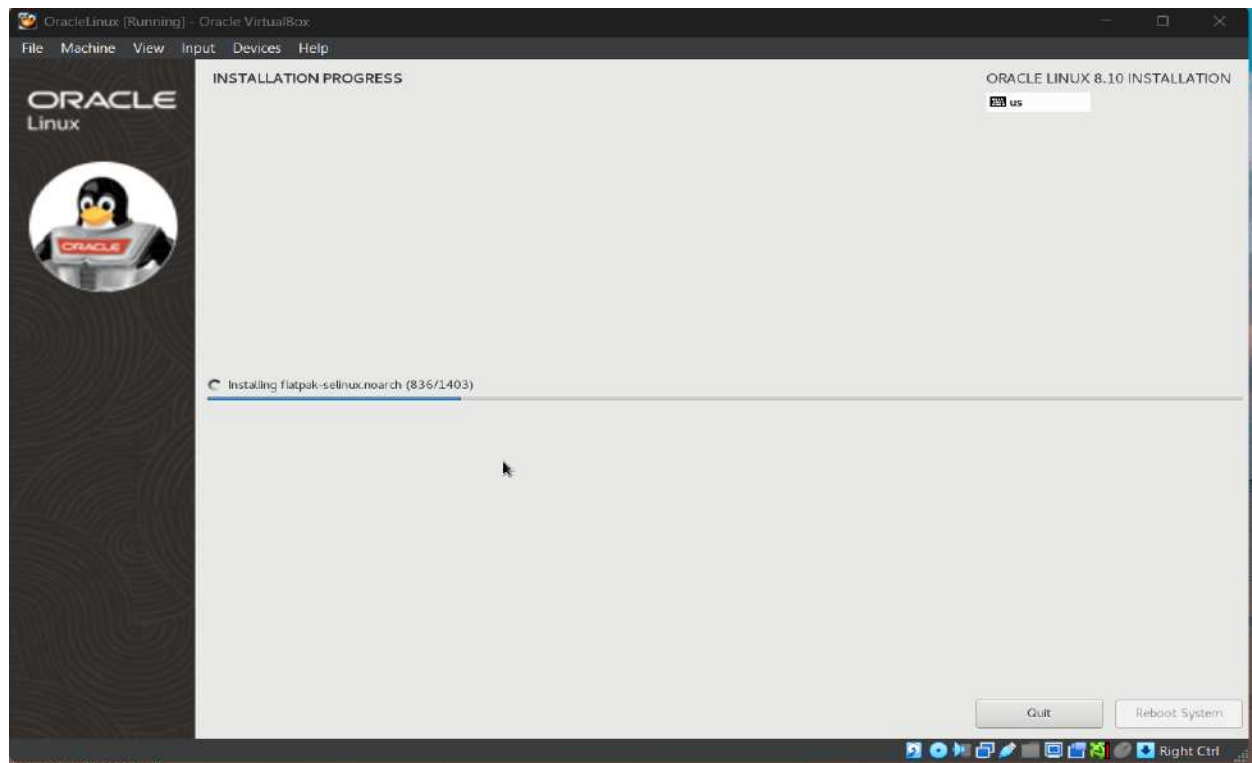 OracleLinux [Running] - Oracle VirtualBox
File Machine View Input Devices Help
ORACLE
Linux
ORACLE
INSTALLATION PROGRESS
ORACLE LINUX 8.10 INSTALLATION
us
Installing flatpak-selinux.noarch (836/1403)
Quit
Reboot System
Right Ctrl